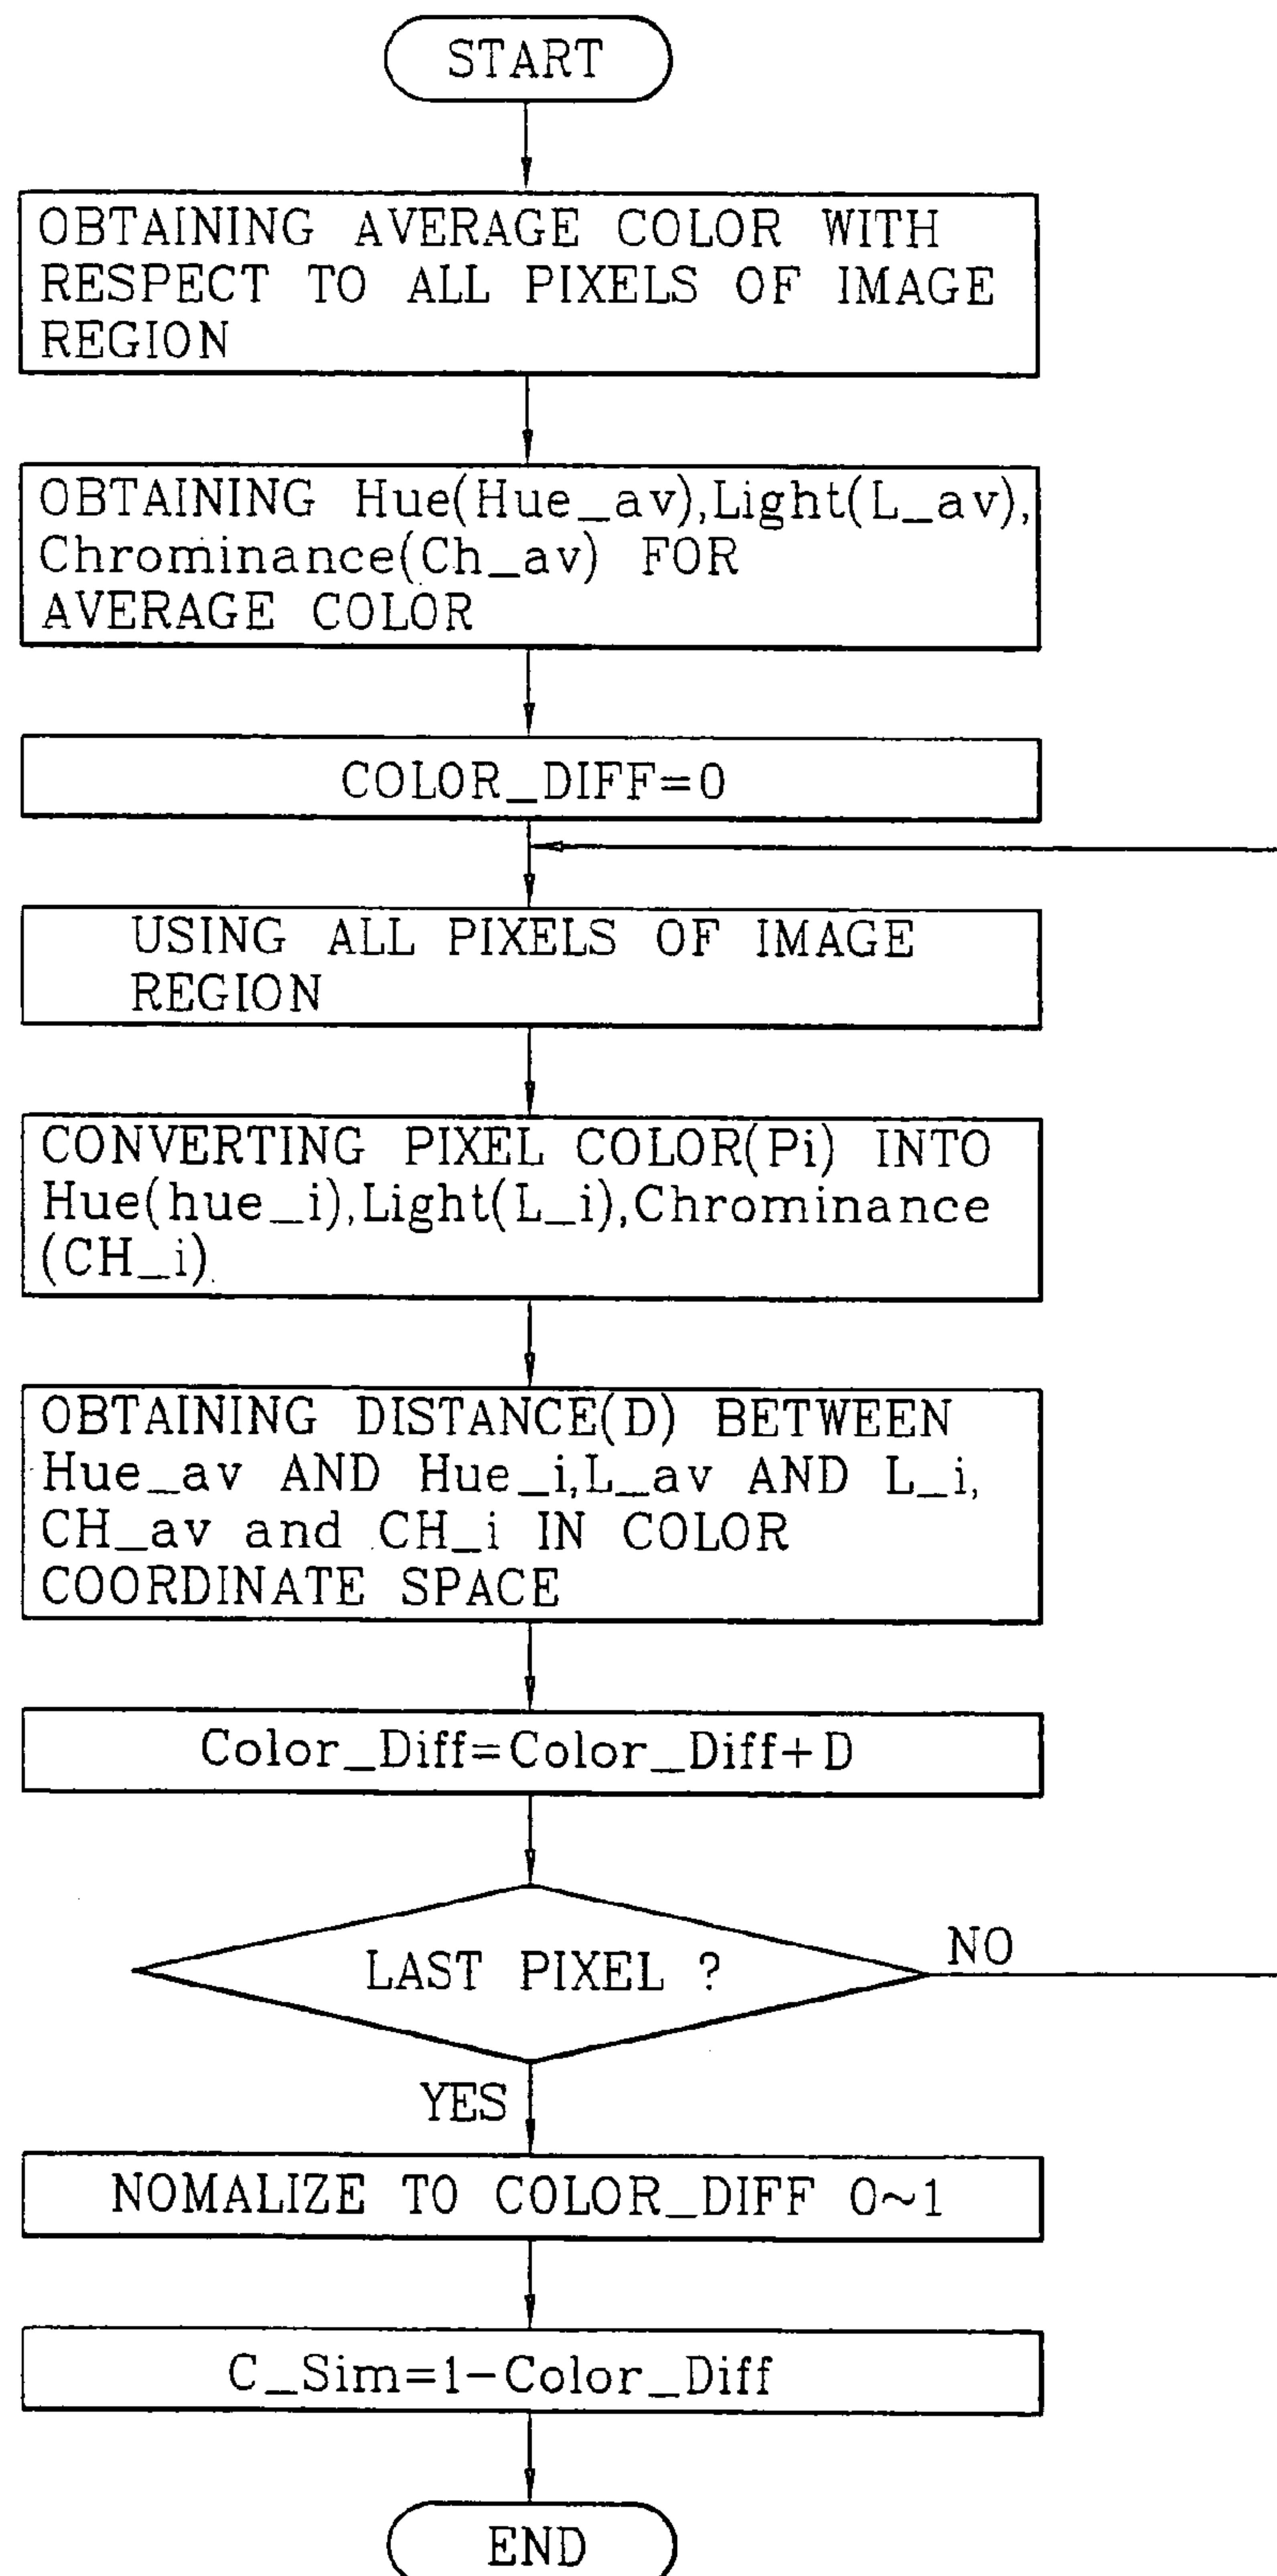 START
OBTAINING AVERAGE COLOR WITH
RESPECT TO ALL PIXELS OF IMAGE
REGION
OBTAINING Hue(Hue_av),Light(L_av),
Chrominance(Ch_av) FOR
AVERAGE COLOR
COLOR_DIFF=0
USING ALL PIXELS OF IMAGE
REGION
CONVERTING PIXEL COLOR(Pi) INTO
Hue(hue_i),Light(L_i),Chrominance
(CH_i)
OBTAINING DISTANCE(D) BETWEEN
Hue_av AND Hue_i,L_av AND L_i,
CH_av and CH_i IN COLOR
COORDINATE SPACE
Color_Diff=Color_Diff+D
LAST PIXEL ?
NO
YES
NOMALIZE TO COLOR_DIFF 0~1
C_Sim=1-Color_Diff
END